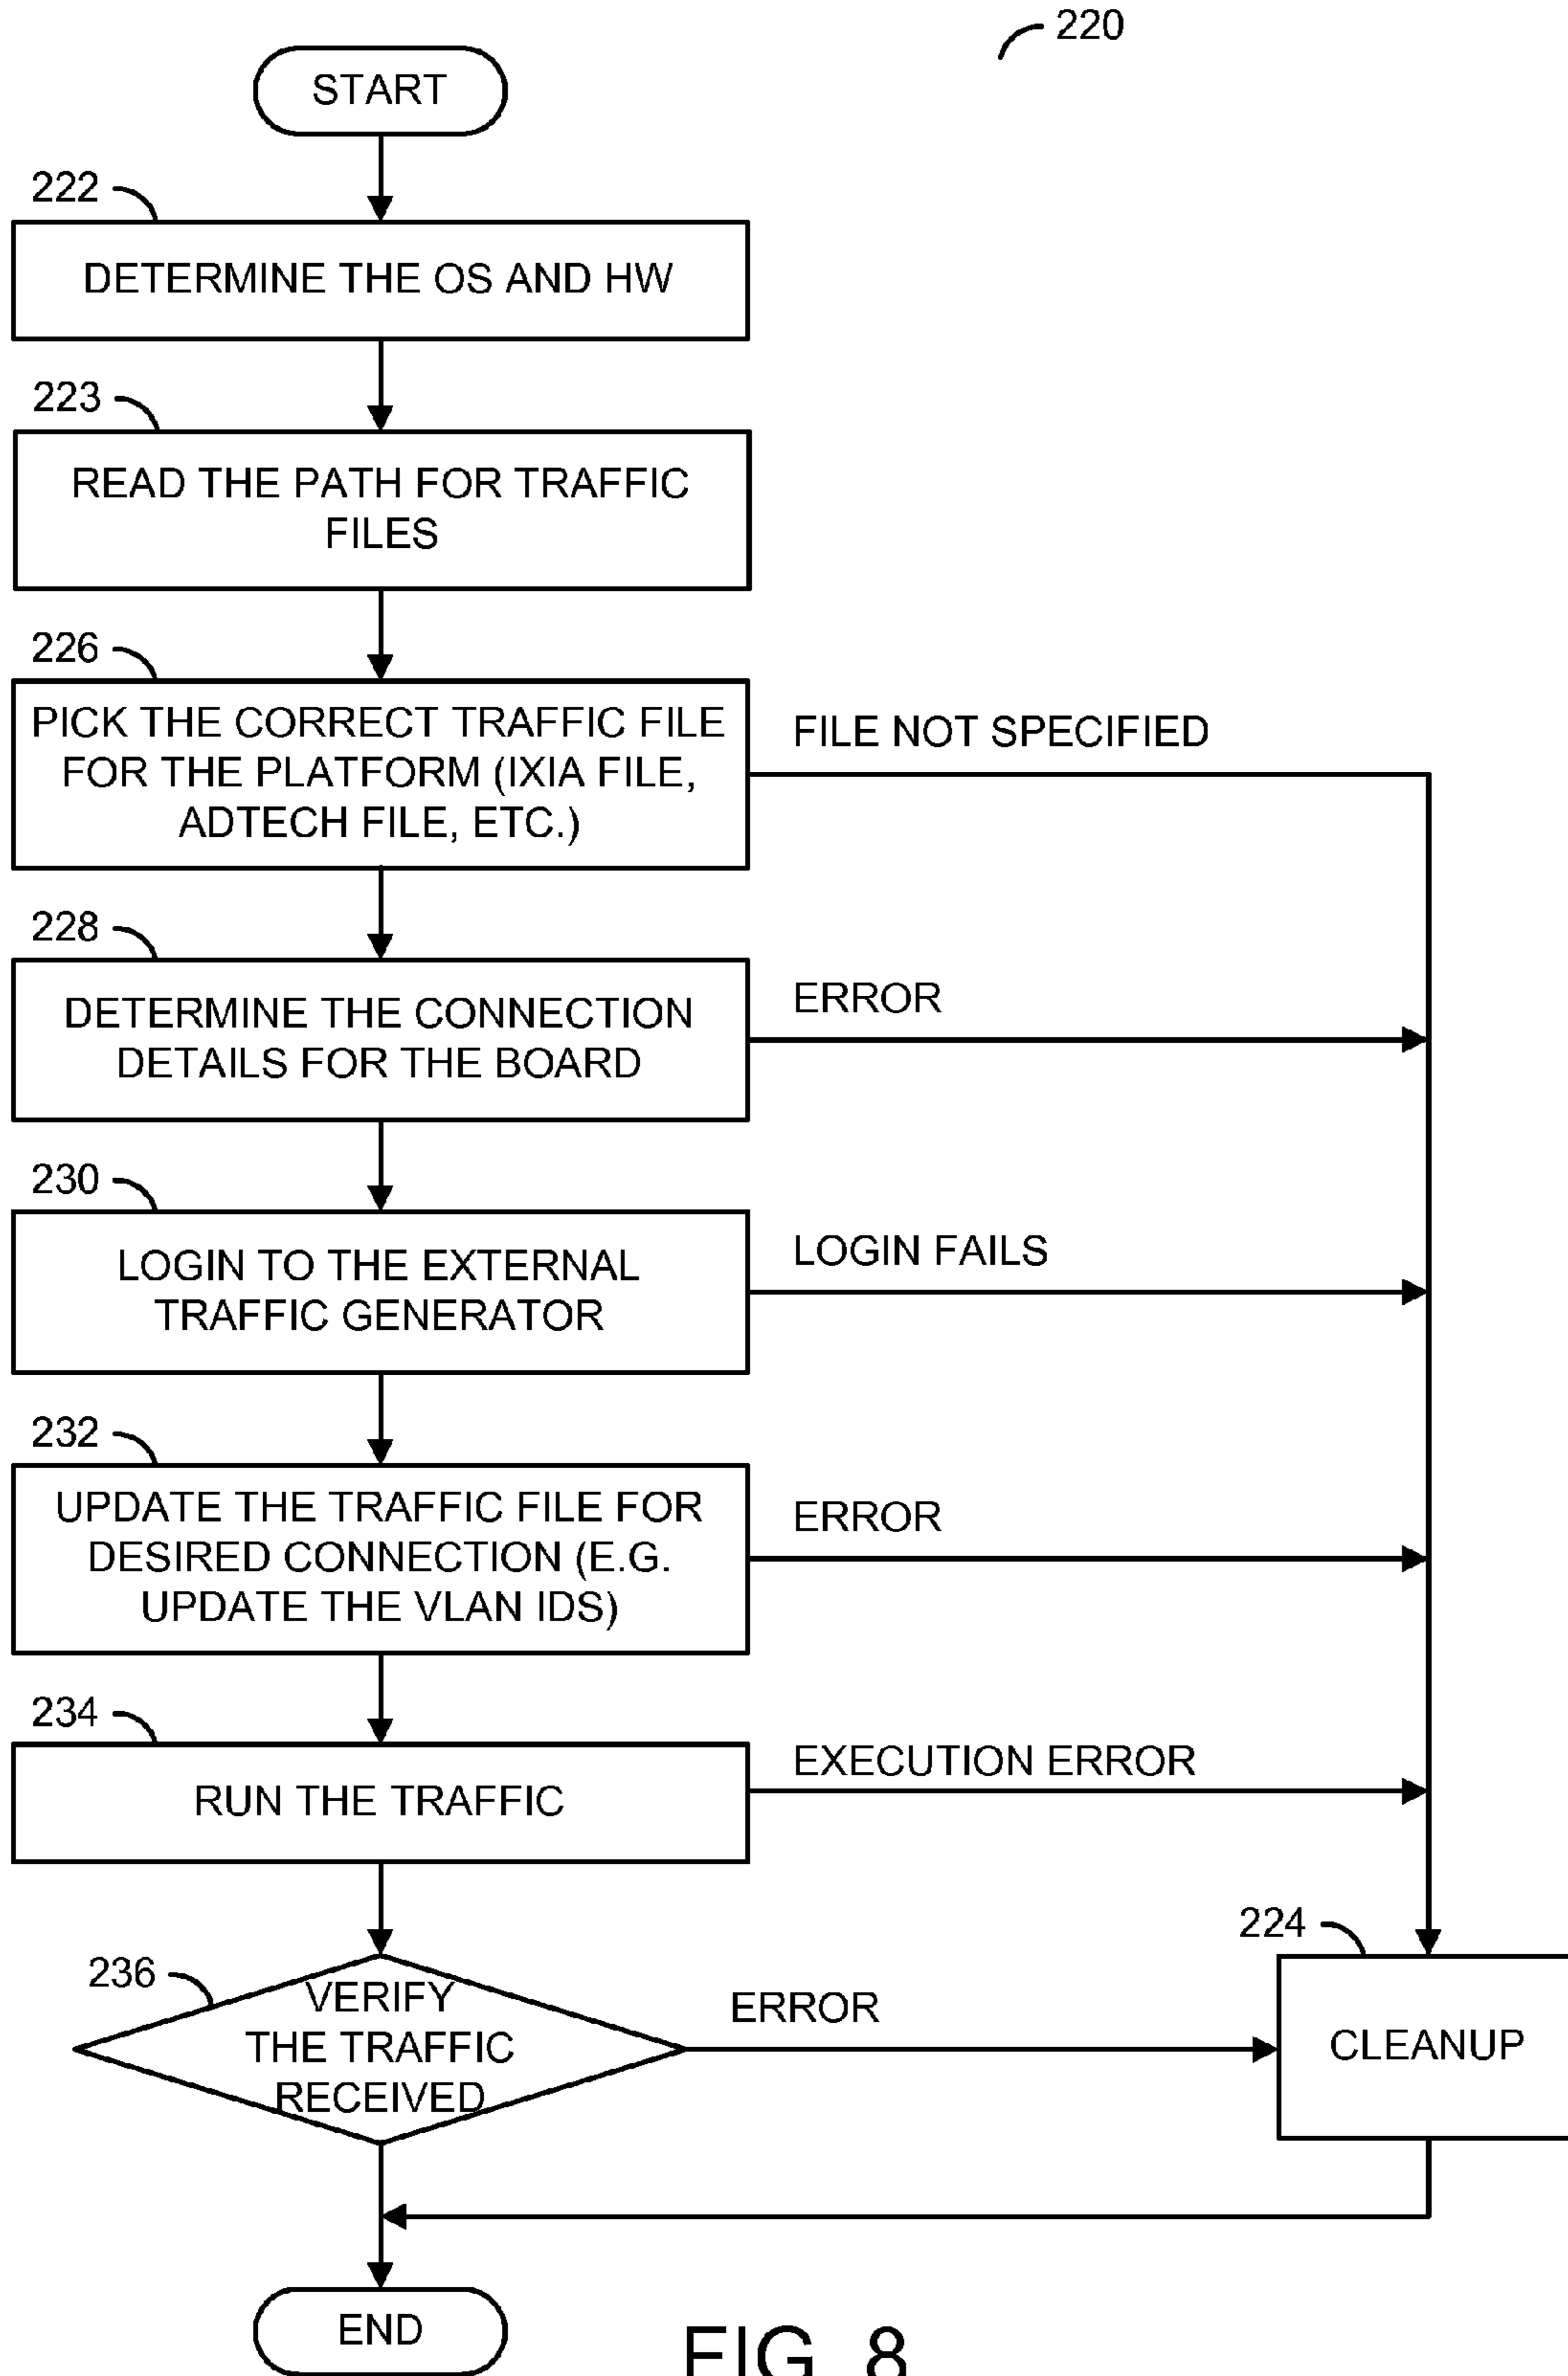 220
START
222
DETERMINE THE OS AND HW
223
READ THE PATH FOR TRAFFIC
FILES
226
PICK THE CORRECT TRAFFIC FILE
FOR THE PLATFORM (IXIA FILE,
ADTECH FILE, ETC.)
FILE NOT SPECIFIED
228
DETERMINE THE CONNECTION
DETAILS FOR THE BOARD
ERROR
230
LOGIN TO THE EXTERNAL
TRAFFIC GENERATOR
LOGIN FAILS
232
UPDATE THE TRAFFIC FILE FOR
DESIRED CONNECTION (E.G.
UPDATE THE VLAN IDS)
ERROR
234
RUN THE TRAFFIC
EXECUTION ERROR
236
VERIFY
THE TRAFFIC
RECEIVED
ERROR
224
CLEANUP
END
FIG. 8